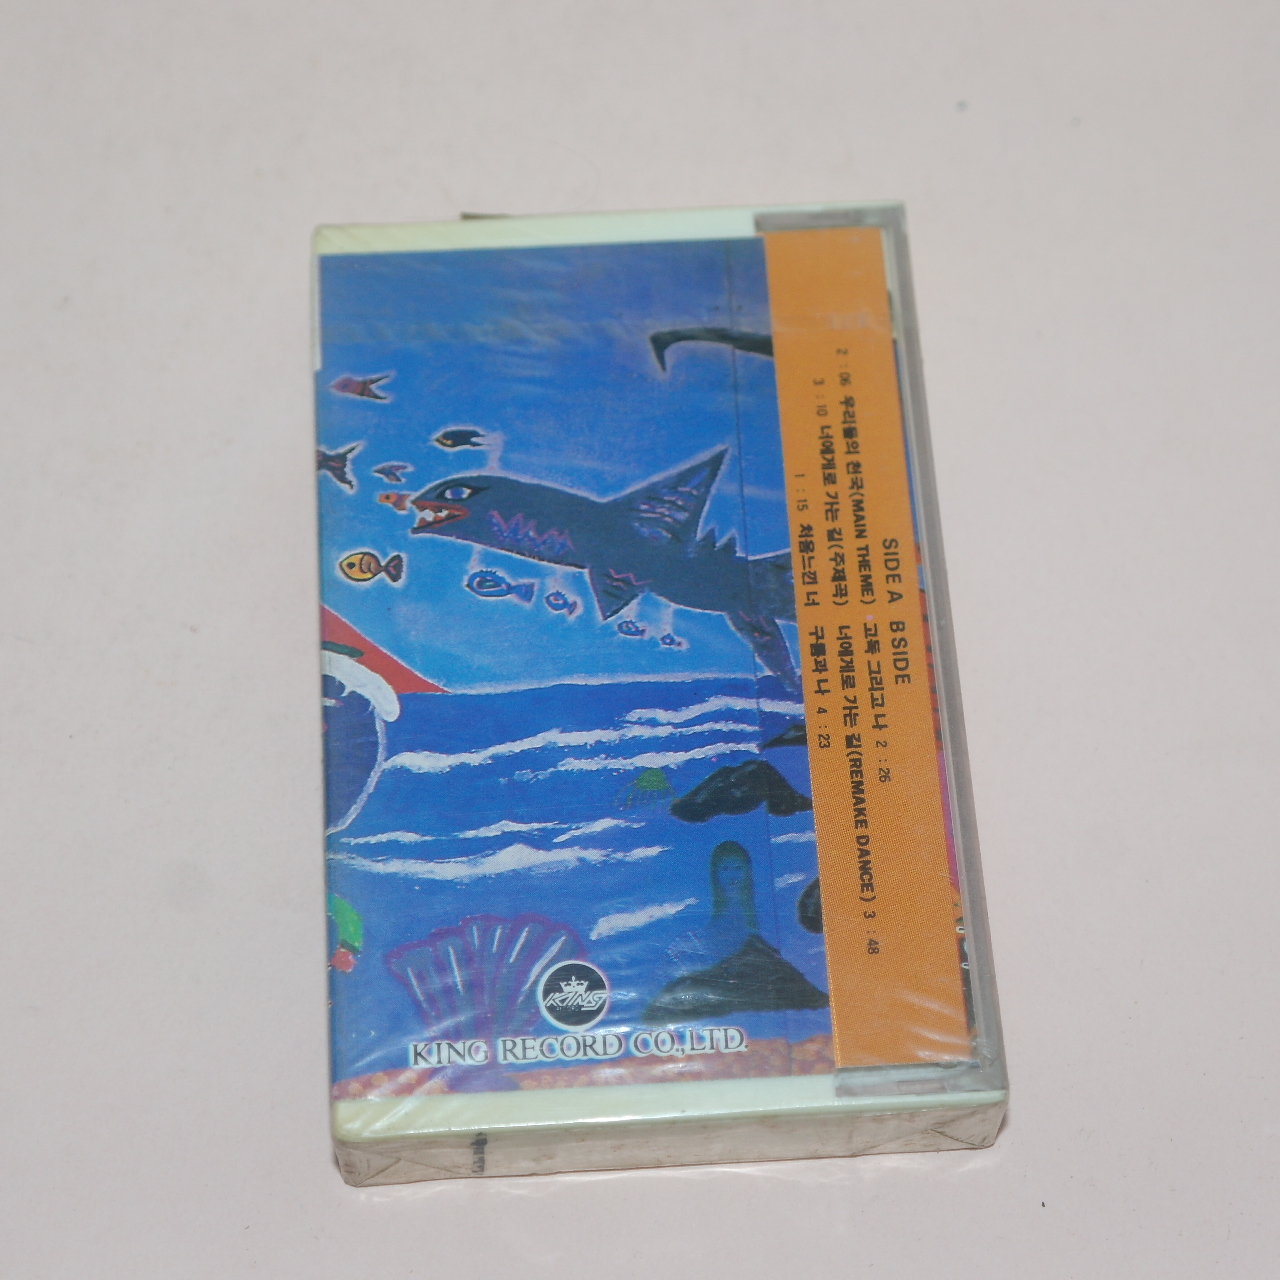 SIDE A
2 : 06 우리들의 천국(MAIN THEME)
3 : 10 너에게로 가는 길(주제곡)
1 : 15 처음느낀 너
B SIDE
고독 그리고 나 2 : 26
너에게로 가는 길(REMAKE DANCE) 3 : 48
구름과 나 4 : 23
KING
KING RECORD CO.,LTD.